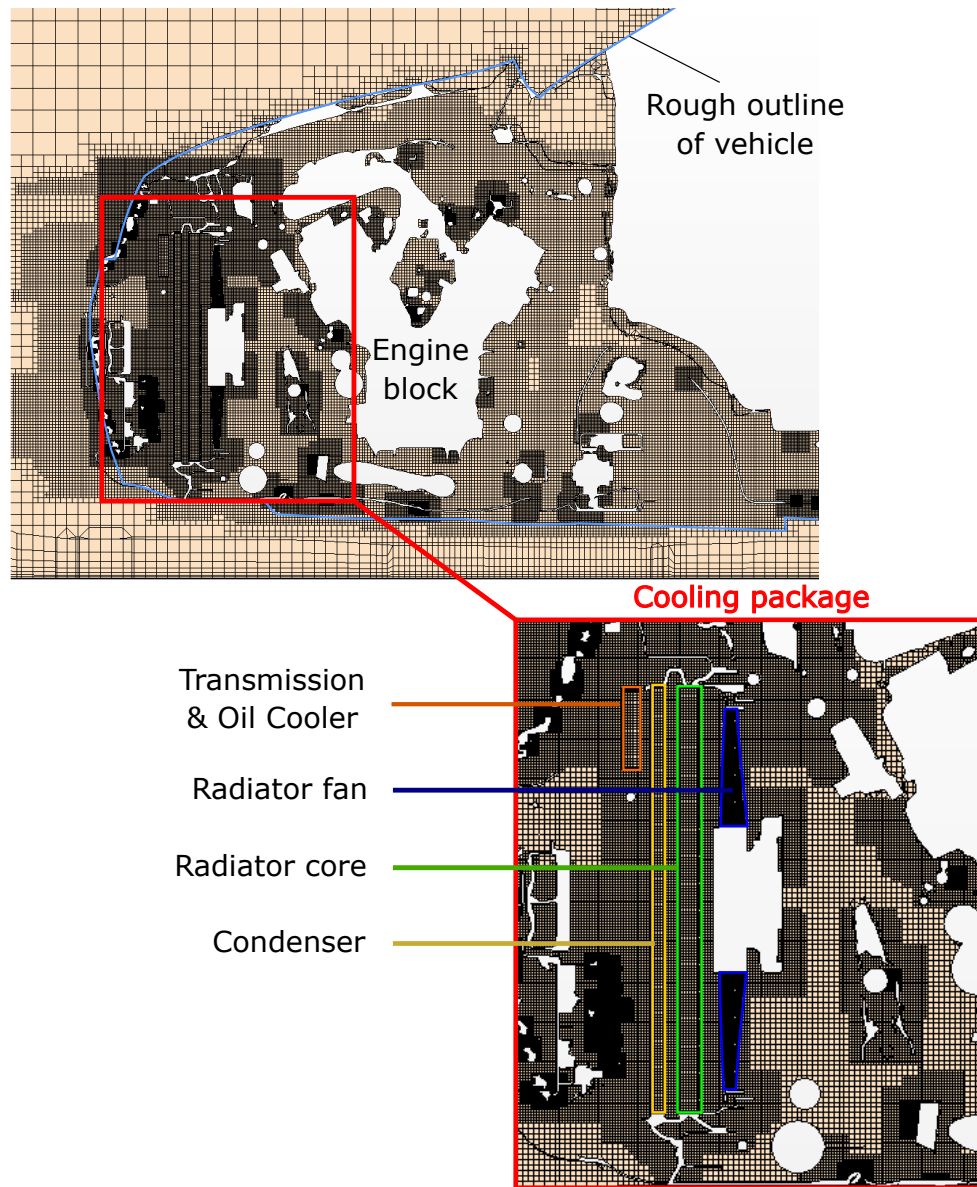 Rough outline
of vehicle
Engine
block
Cooling package
Transmission
& Oil Cooler
Radiator fan
Radiator core
Condenser